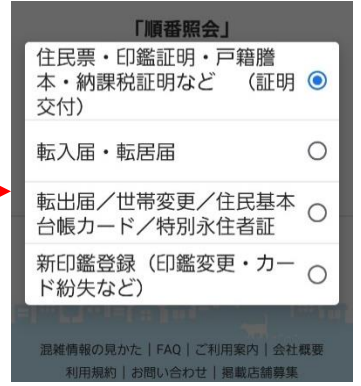 「順番照会」
住民票・印鑑証明・戸籍謄
本・納課税証明など　（証明
交付）
転入届・転居届
転出届／世帯変更／住民基本
台帳カード／特別永住者証
新印鑑登録（印鑑変更・カー
ド紛失など）
混雑情報の見かた | FAQ | ご利用案内 | 会社概要
利用規約 | お問い合わせ | 掲載店舗募集